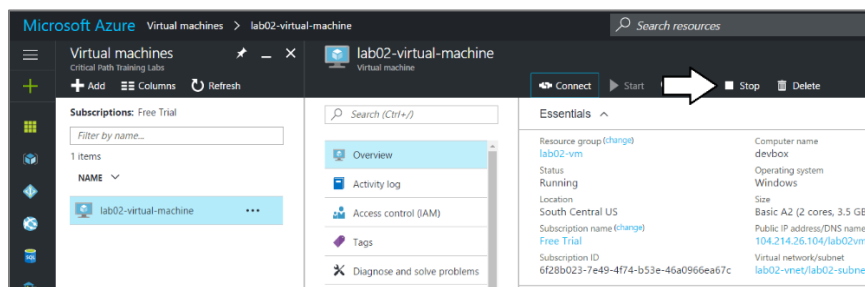 Microsoft Azure Virtual machines > lab02-virtual-machine
Search resources
Virtual machines
Critical Path Training Labs
Add Columns Refresh
Subscriptions: Free Trial
Filter by name...
1 items
NAME
lab02-virtual-machine
lab02-virtual-machine
Virtual machine
Search (Ctrl+/)
Overview
Activity log
Access control (IAM)
Tags
Diagnose and solve problems
Connect Start Stop Delete
Essentials
Resource group (change)
lab02-vm
Status
Running
Location
South Central US
Subscription name (change)
Free Trial
Subscription ID
6f28b023-7e49-4f74-b53e-46a0966ea67c
Computer name
devbox
Operating system
Windows
Size
Basic A2 (2 cores, 3.5 GB
Public IP address/DNS name
104.214.26.104/lab02vm
Virtual network/subnet
lab02-vnet/lab02-subne